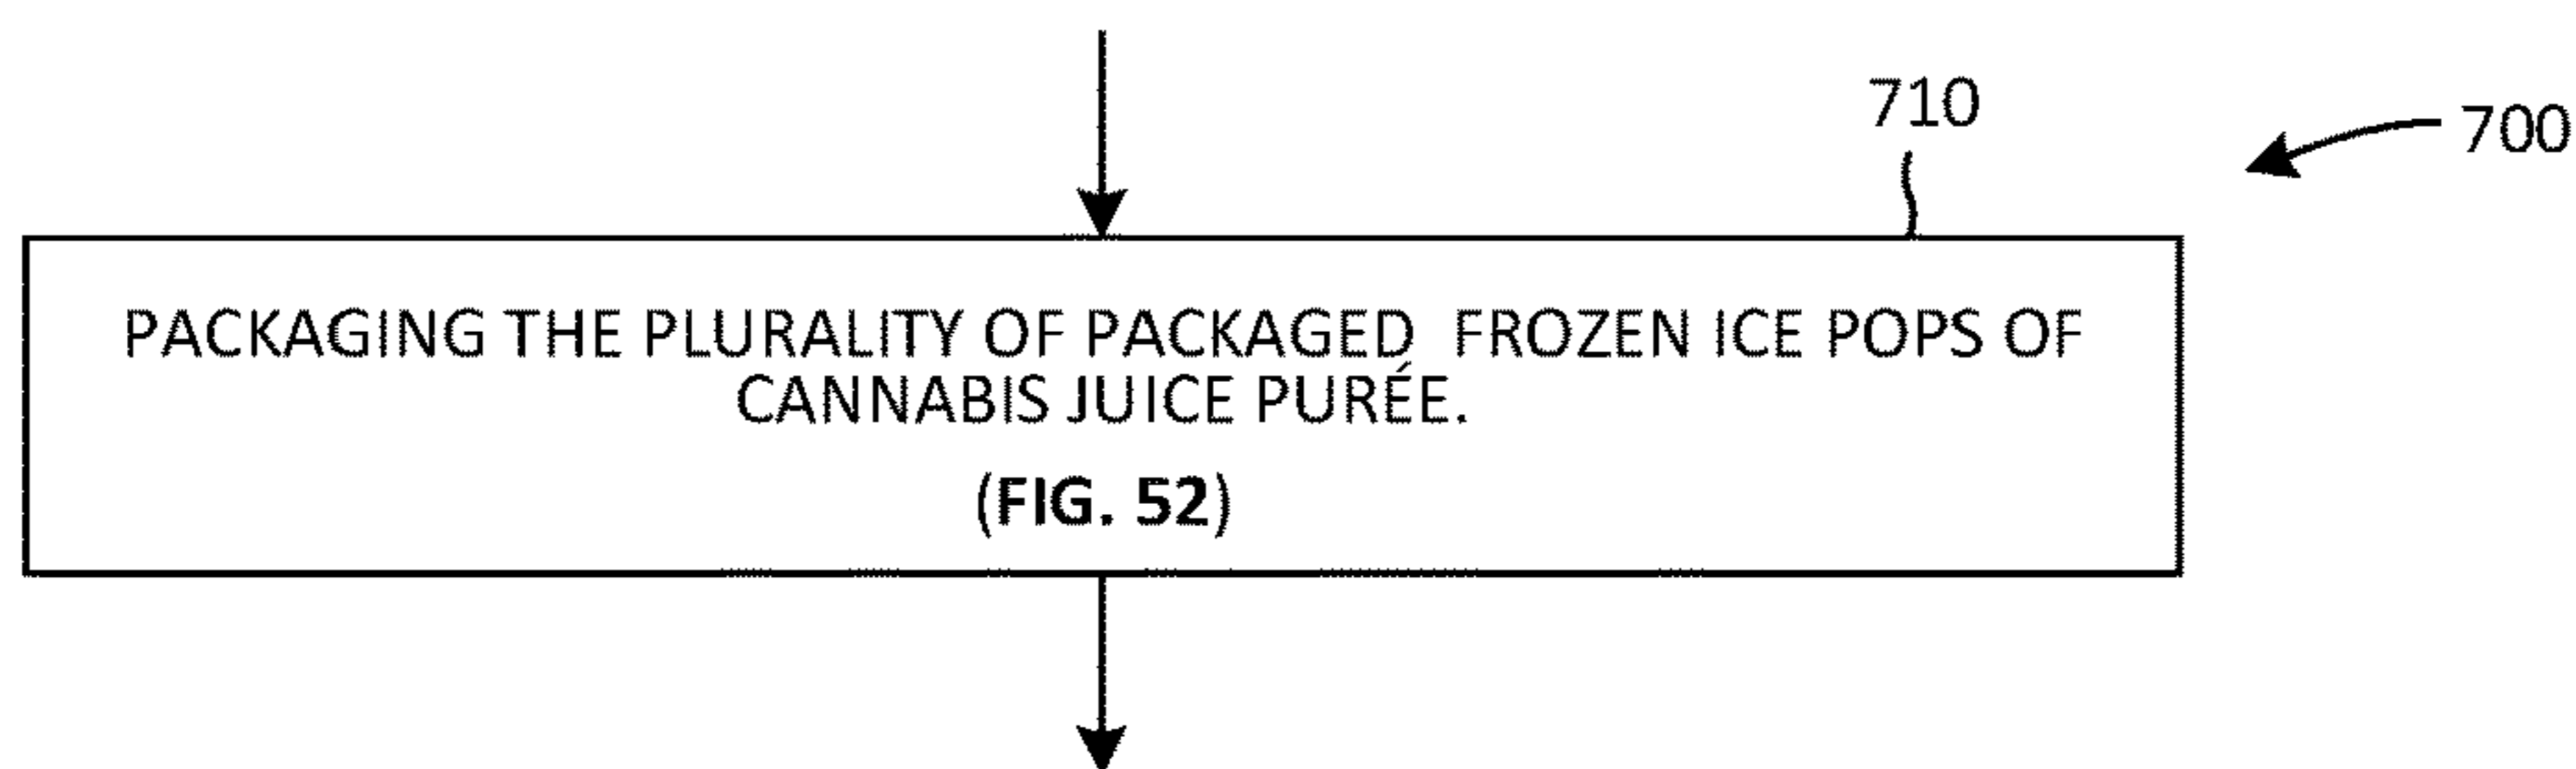 710
700
PACKAGING THE PLURALITY OF PACKAGED  FROZEN ICE POPS OF
CANNABIS JUICE PURÉE.
(FIG. 52)